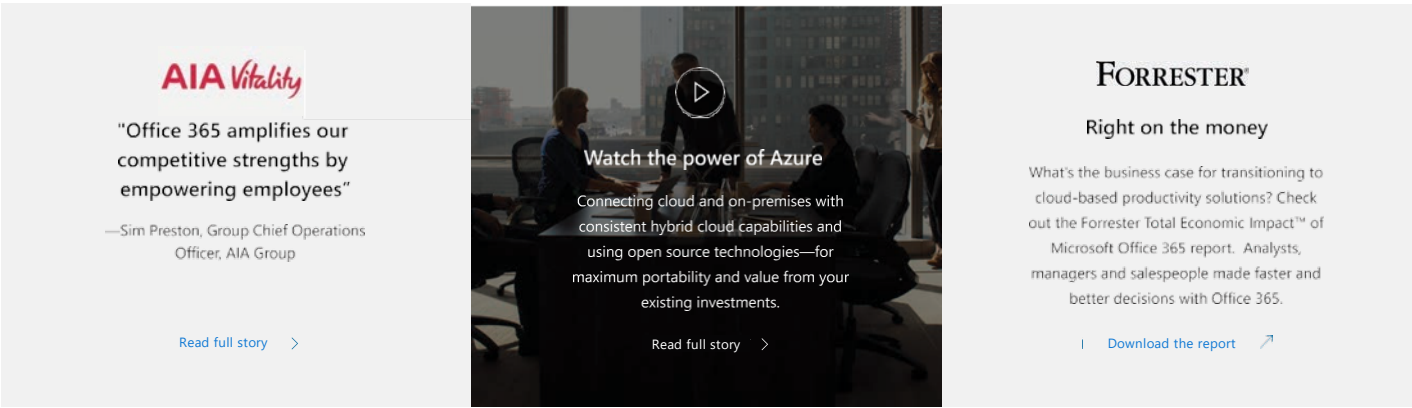 AIA Vitality
"Office 365 amplifies our
competitive strengths by
empowering employees”
—Sim Preston, Group Chief Operations
Officer, AIA Group
Read full story
Watch the power of Azure
Connecting cloud and on-premises with
consistent hybrid cloud capabilities and
using open source technologies—for
maximum portability and value from your
existing investments.
Read full story
FORRESTER®
Right on the money
What's the business case for transitioning to
cloud-based productivity solutions? Check
out the Forrester Total Economic Impact™ of
Microsoft Office 365 report. Analysts,
managers and salespeople made faster and
better decisions with Office 365.
Download the report